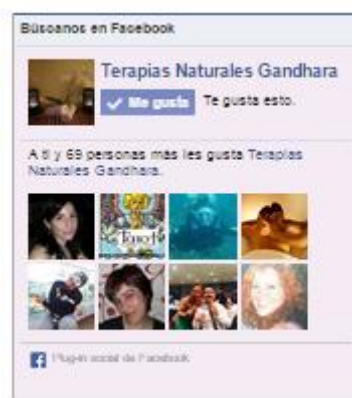 Búscanos en Facebook
Terapias Naturales Gandhara
Me gusta Te gusta esto.
A ti y 69 personas más les gusta Terapias
Naturales Gandhara.
Tarot
Plug-in social de Facebook